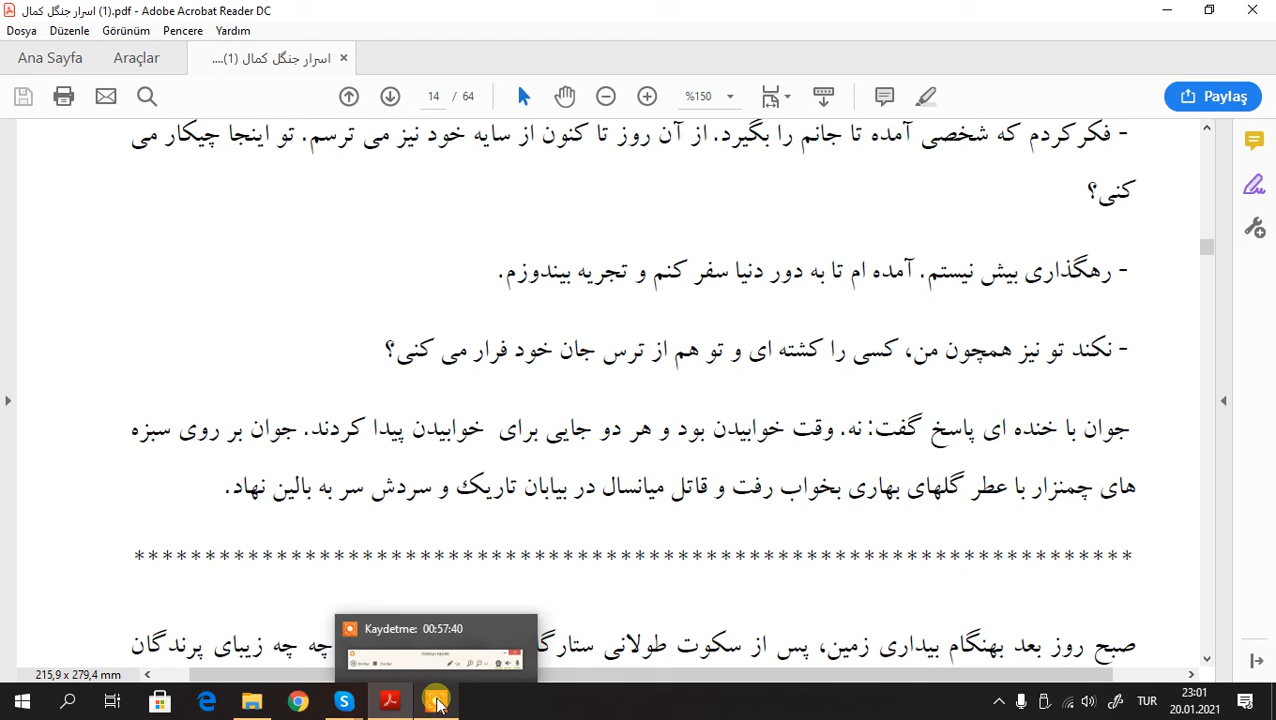 اسرار جنگل کمال (1).pdf - Adobe Acrobat Reader DC
Dosya Düzenle Görünüm Pencere Yardım
Ana Sayfa Araçlar اسرار جنگل کمال (1)....
14 / 64 %150 Paylaş
- فکر کردم که شخصی آمده تا جانم را بگیرد. از آن روز تا کنون از سایه خود نیز می ترسم. تو اینجا چیکار می
کنی؟
- رهگذاری بیش نیستم. آمده ام تا به دور دنیا سفر کنم و تجربه بیندوزم.
- نکند تو نیز همچون من، کسی را کشته ای و تو هم از ترس جان خود فرار می کنی؟
جوان با خنده ای پاسخ گفت: نه. وقت خوابیدن بود و هر دو جایی برای خوابیدن پیدا کردند. جوان بر روی سبزه
های چمنزار با عطر گلهای بهاری بخواب رفت و قاتل میانسال در بیابان تاریک و سردش سر به بالین نهاد.
***********************************************************************
صبح روز بعد بهنگام بیداری زمین، پس از سکوت طولانی چه چه زیبای پرندگان
Kaydetme: 00:57:40
215,9 x 279,4 mm
TUR
23:01
20.01.2021